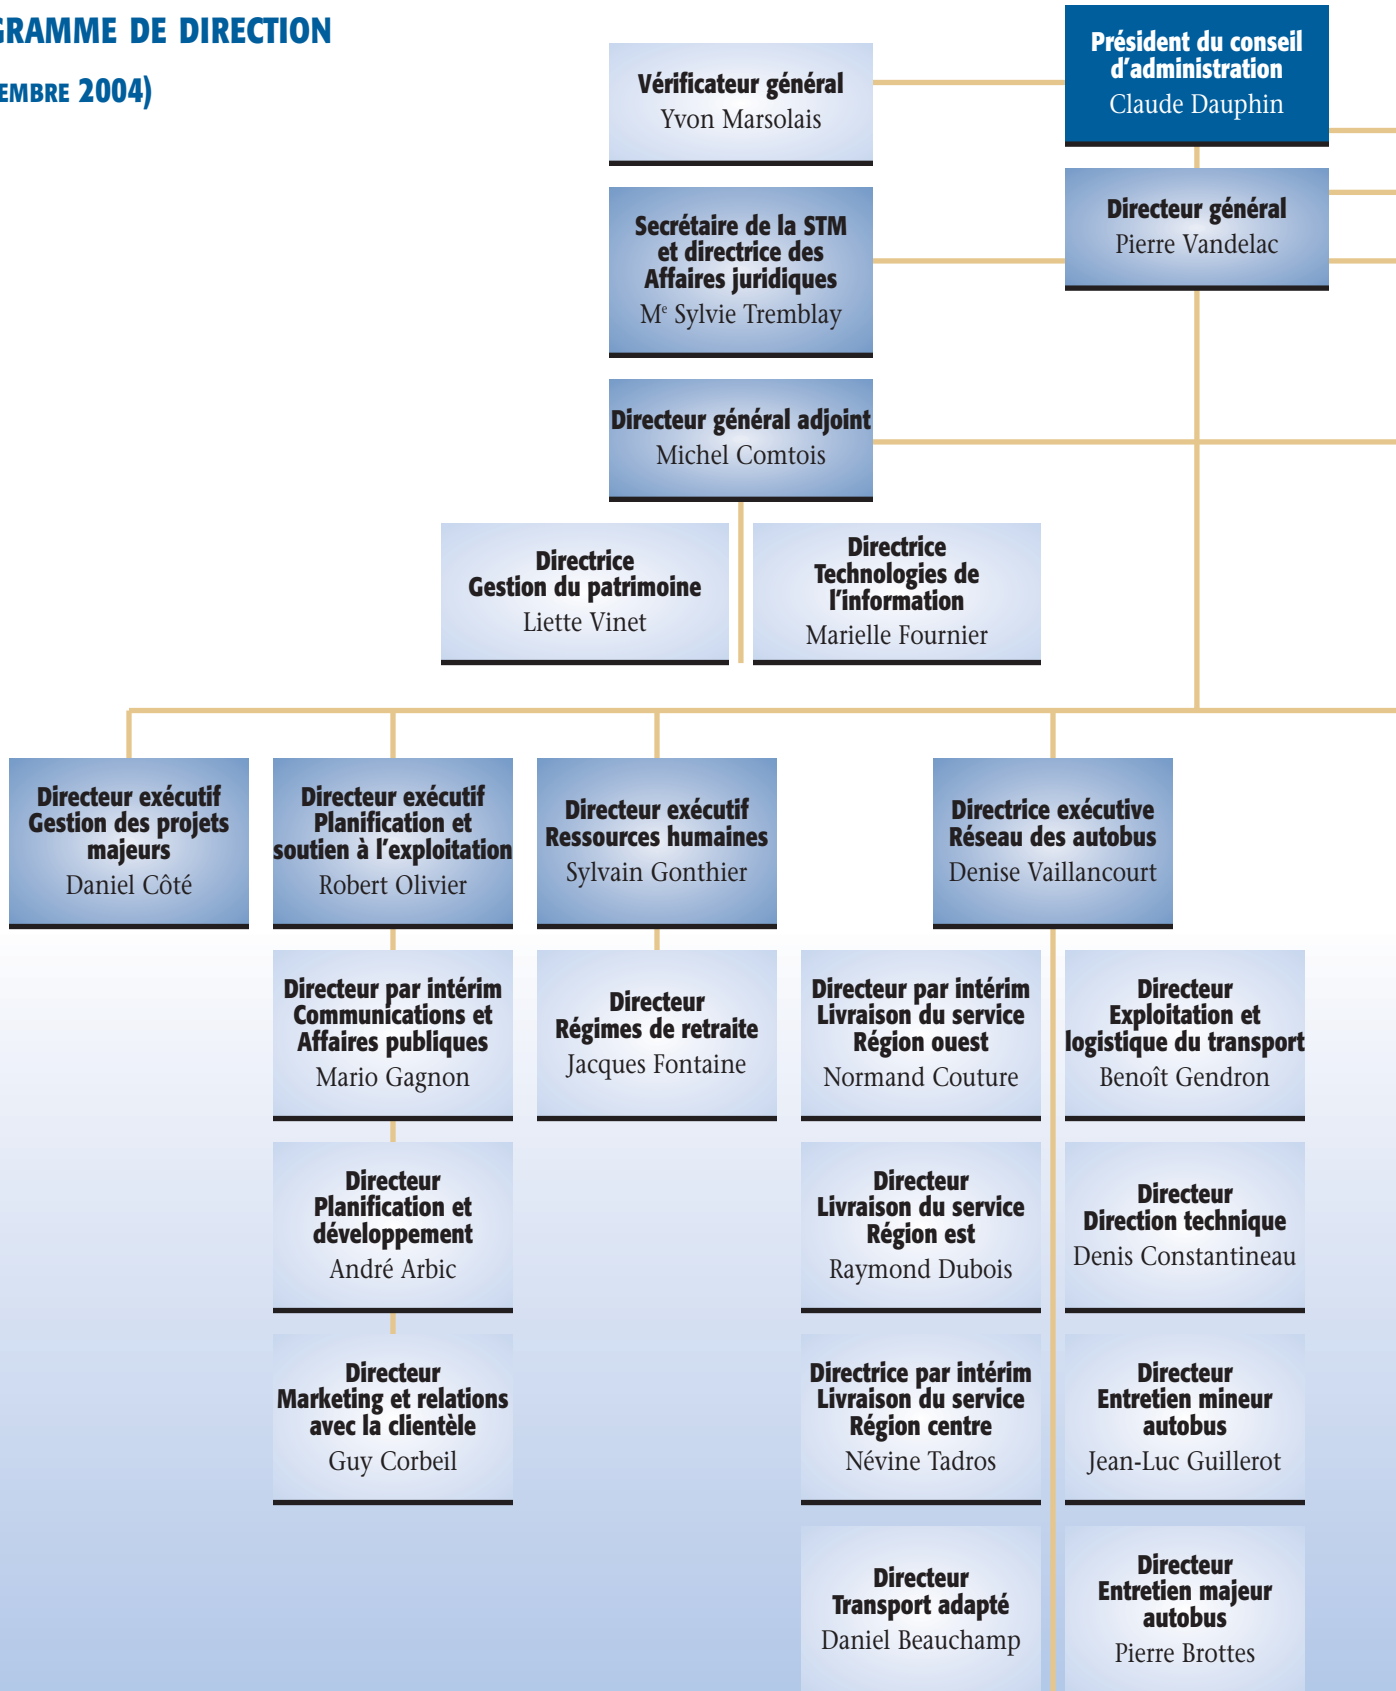 GRAMME DE DIRECTION
EMBRE 2004)
Président du conseil
d'administration
Claude Dauphin
Vérificateur général
Yvon Marsolais
Directeur général
Pierre Vandelac
Secrétaire de la STM
et directrice des
Affaires juridiques
Me Sylvie Tremblay
Directeur général adjoint
Michel Comtois
Directrice
Gestion du patrimoine
Liette Vinet
Directrice
Technologies de
l'information
Marielle Fournier
Directeur exécutif
Gestion des projets
majeurs
Daniel Côté
Directeur exécutif
Planification et
soutien à l'exploitation
Robert Olivier
Directeur exécutif
Ressources humaines
Sylvain Gonthier
Directrice exécutive
Réseau des autobus
Denise Vaillancourt
Directeur par intérim
Communications et
Affaires publiques
Mario Gagnon
Directeur
Régimes de retraite
Jacques Fontaine
Directeur par intérim
Livraison du service
Région ouest
Normand Couture
Directeur
Exploitation et
logistique du transport
Benoît Gendron
Directeur
Planification et
développement
André Arbic
Directeur
Livraison du service
Région est
Raymond Dubois
Directeur
Direction technique
Denis Constantineau
Directeur
Marketing et relations
avec la clientèle
Guy Corbeil
Directrice par intérim
Livraison du service
Région centre
Névine Tadros
Directeur
Entretien mineur
autobus
Jean-Luc Guillerot
Directeur
Transport adapté
Daniel Beauchamp
Directeur
Entretien majeur
autobus
Pierre Brottes